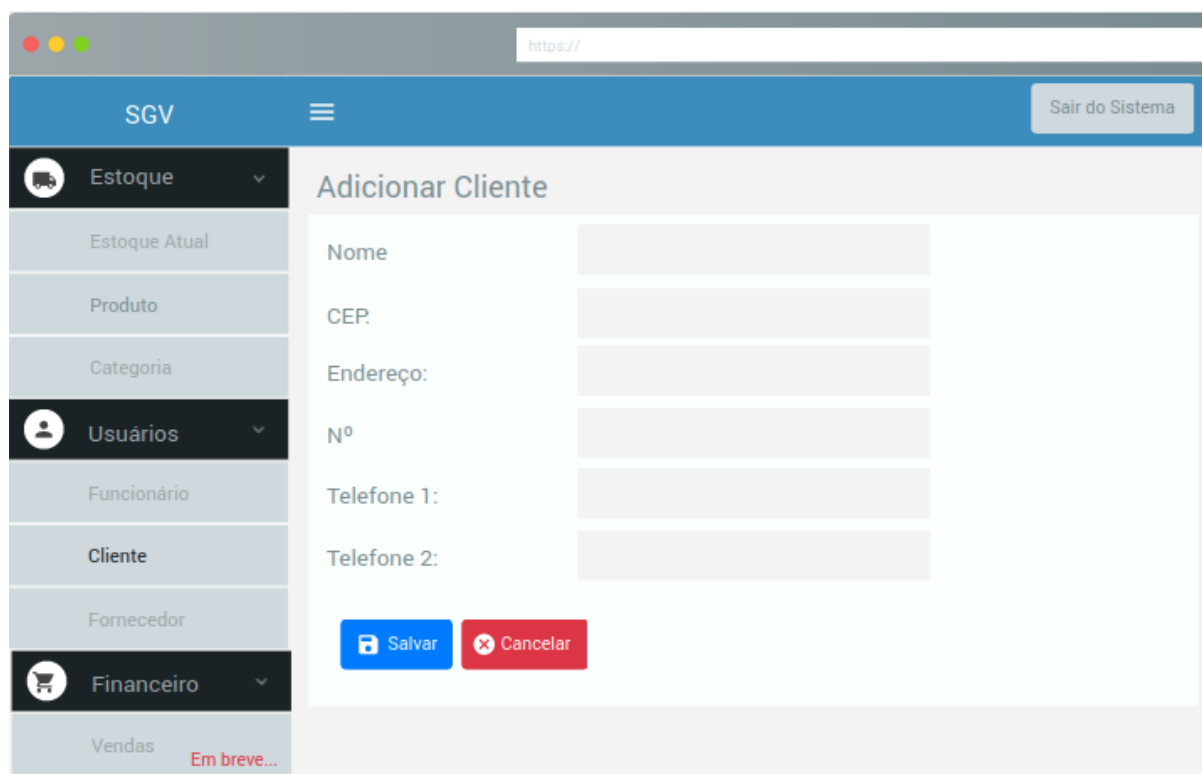 https://
SGV
Sair do Sistema
Estoque
Estoque Atual
Produto
Categoria
Usuários
Funcionário
Cliente
Fornecedor
Financeiro
Vendas
Em breve...
Adicionar Cliente
Nome
CEP:
Endereço:
Nº
Telefone 1:
Telefone 2:
Salvar
Cancelar